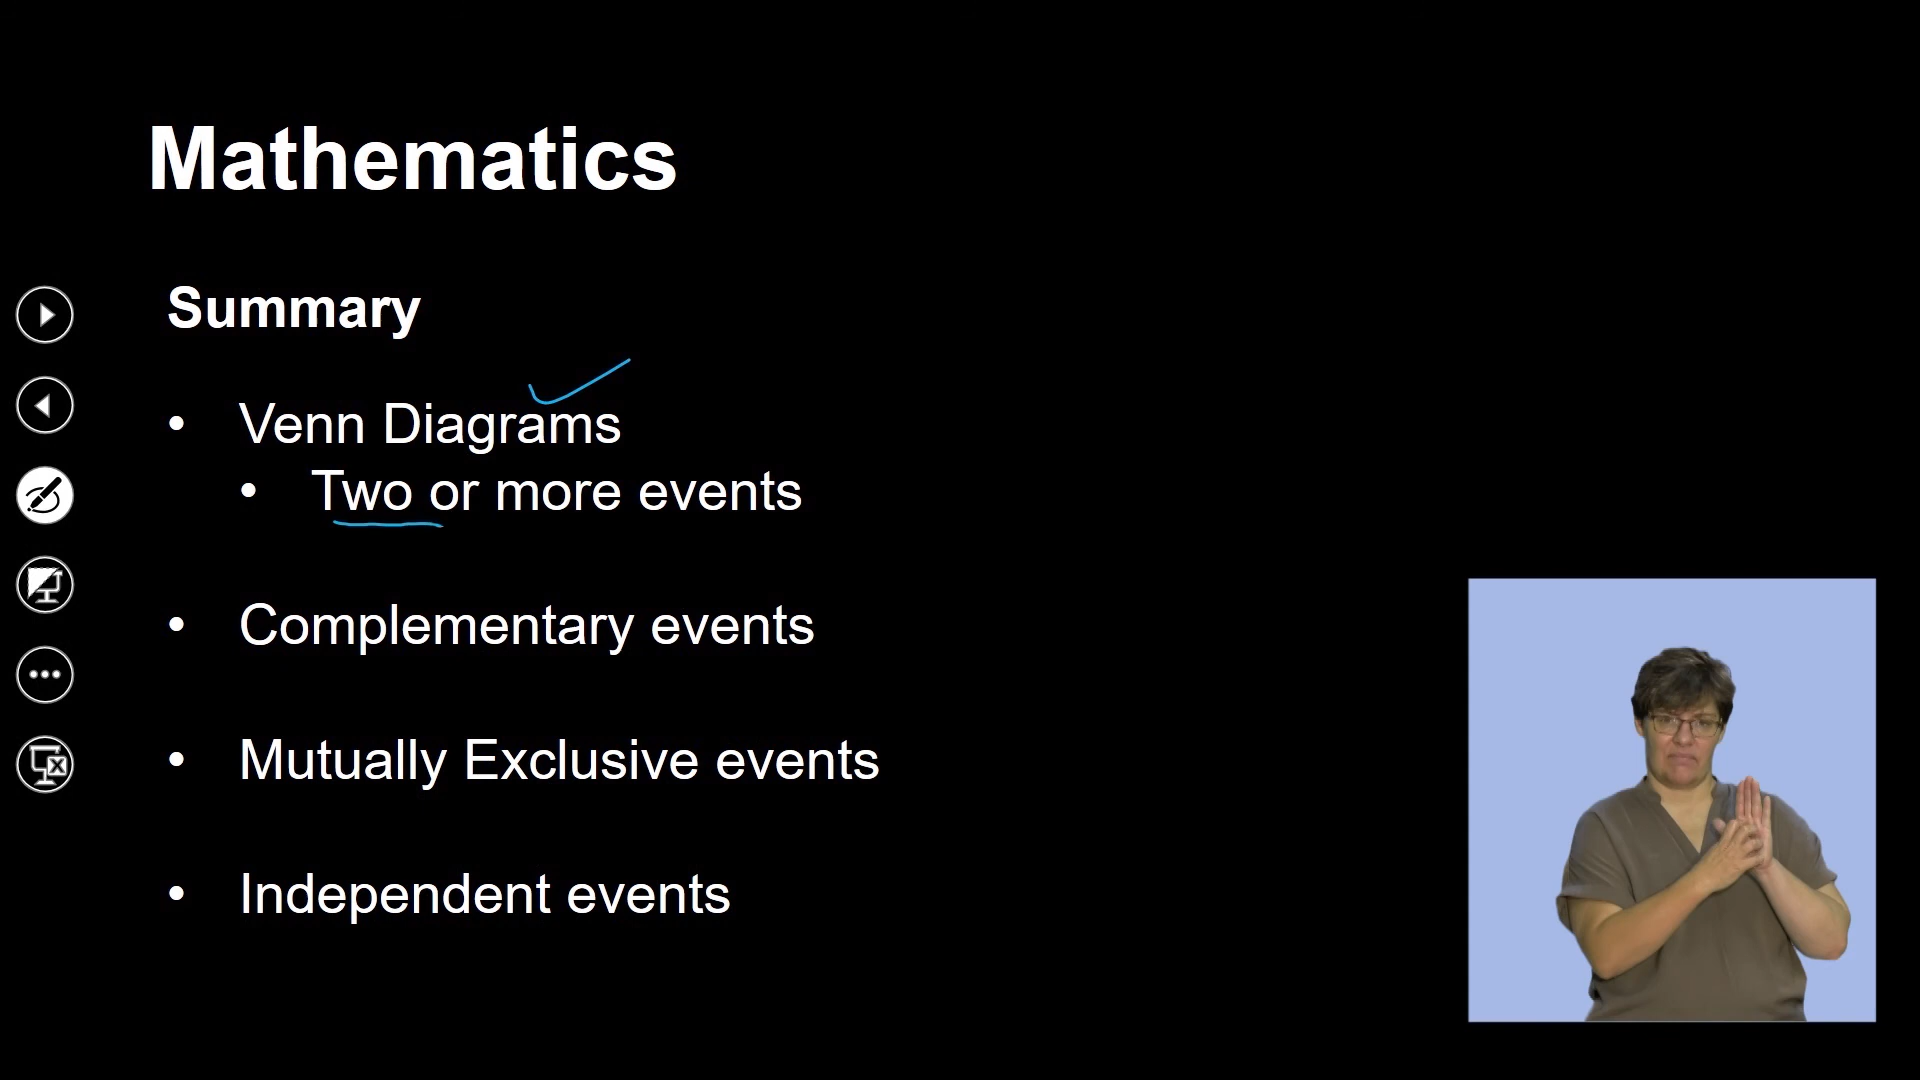 Mathematics
Summary
• Venn Diagrams
• Two or more events
• Complementary events
• Mutually Exclusive events
• Independent events